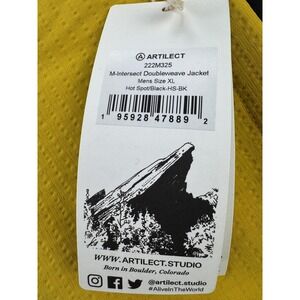 ARTILECT
222M325
M-Intersect Doubleweave Jacket
Mens Size XL
Hot Spot/Black-HS-BK
1 95928 47889 2
WWW.ARTILECT.STUDIO
Born in Boulder, Colorado
artilect.studio
#AliveInTheWorld